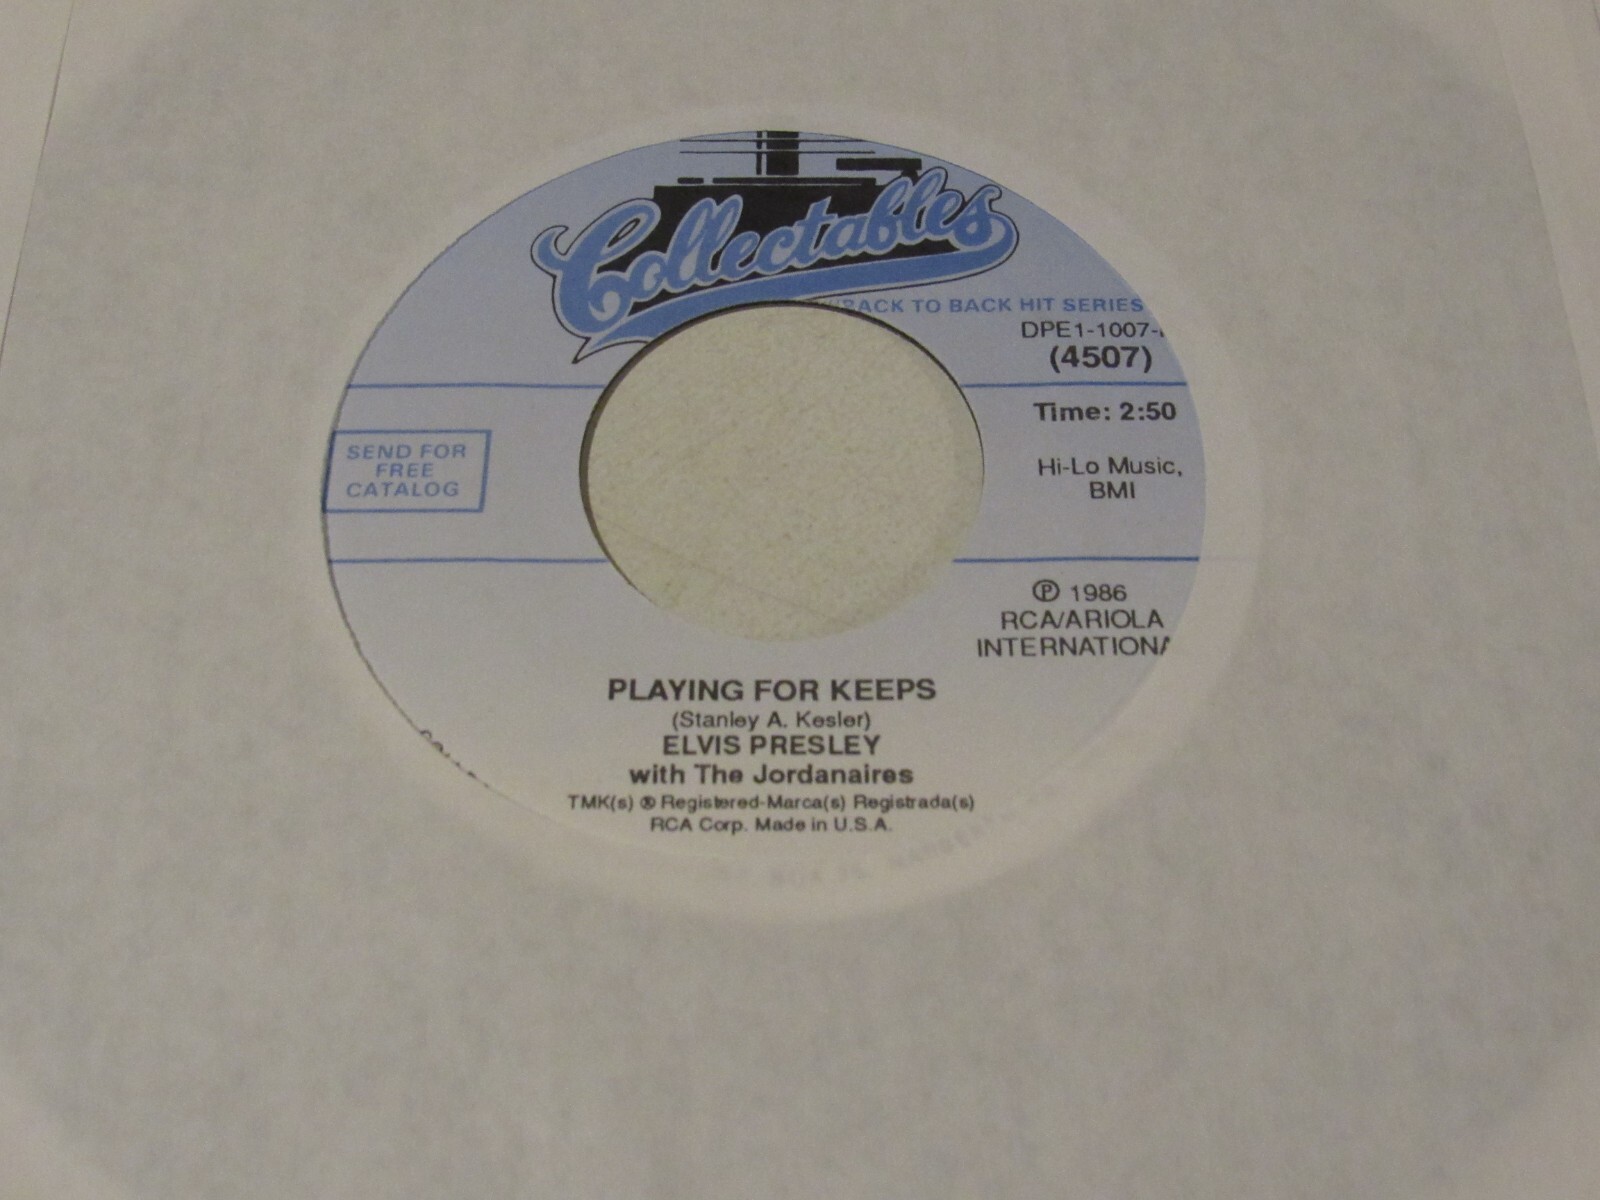 Collectables
BACK TO BACK HIT SERIES
DPE1-1007-
(4507)
Time: 2:50
SEND FOR
FREE
CATALOG
Hi-Lo Music,
BMI
℗ 1986
RCA/ARIOLA
INTERNATIONA
PLAYING FOR KEEPS
(Stanley A. Kesler)
ELVIS PRESLEY
with The Jordanaires
TMK(s) ® Registered-Marca(s) Registrada(s)
RCA Corp. Made in U.S.A.